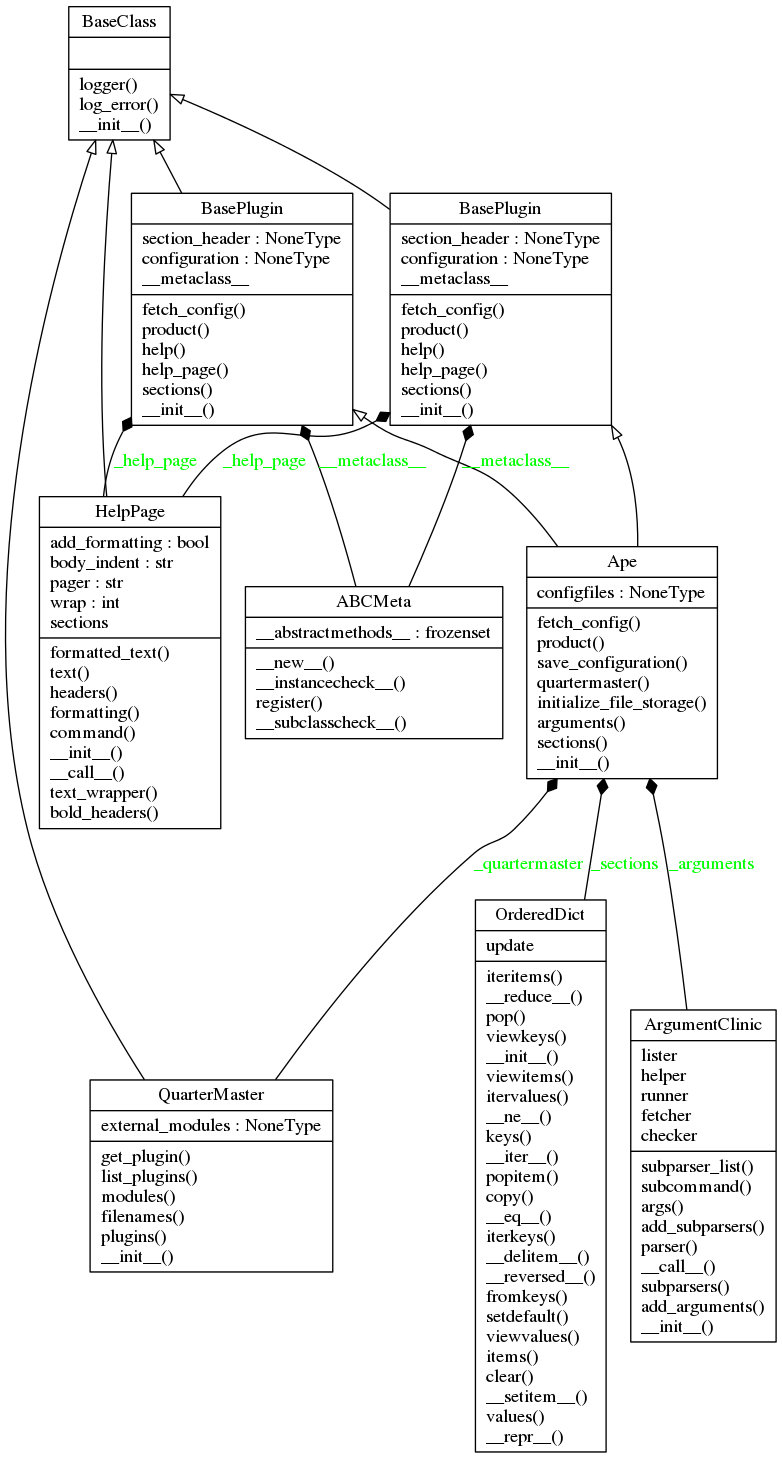 BaseClass
logger()
log_error()
__init__()
BasePlugin
section_header : NoneType
configuration : NoneType
__metaclass__
fetch_config()
product()
help()
help_page()
sections()
__init__()
BasePlugin
section_header : NoneType
configuration : NoneType
__metaclass__
fetch_config()
product()
help()
help_page()
sections()
__init__()
_help_page
_help_page
__metaclass__
__metaclass__
HelpPage
add_formatting : bool
body_indent : str
pager : str
wrap : int
sections
formatted_text()
text()
headers()
formatting()
command()
__init__()
__call__()
text_wrapper()
bold_headers()
ABCMeta
__abstractmethods__ : frozenset
__new__()
__instancecheck__()
register()
__subclasscheck__()
Ape
configfiles : NoneType
fetch_config()
product()
save_configuration()
quartermaster()
initialize_file_storage()
arguments()
sections()
__init__()
_quartermaster
_sections
_arguments
QuarterMaster
external_modules : NoneType
get_plugin()
list_plugins()
modules()
filenames()
plugins()
__init__()
OrderedDict
update
iteritems()
__reduce__()
pop()
viewkeys()
__init__()
viewitems()
itervalues()
__ne__()
keys()
__iter__()
popitem()
copy()
__eq__()
iterkeys()
__delitem__()
__reversed__()
fromkeys()
setdefault()
viewvalues()
items()
clear()
__setitem__()
values()
__repr__()
ArgumentClinic
lister
helper
runner
fetcher
checker
subparser_list()
subcommand()
args()
add_subparsers()
parser()
__call__()
subparsers()
add_arguments()
__init__()